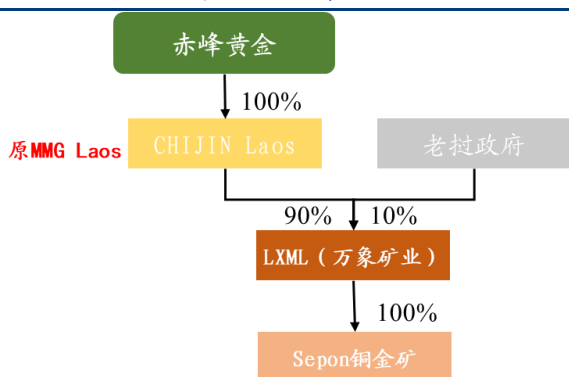 赤峰黄金
100%
原MMG Laos
CHIJIN Laos
老挝政府
90%
10%
LXML（万象矿业）
100%
Sepon铜金矿